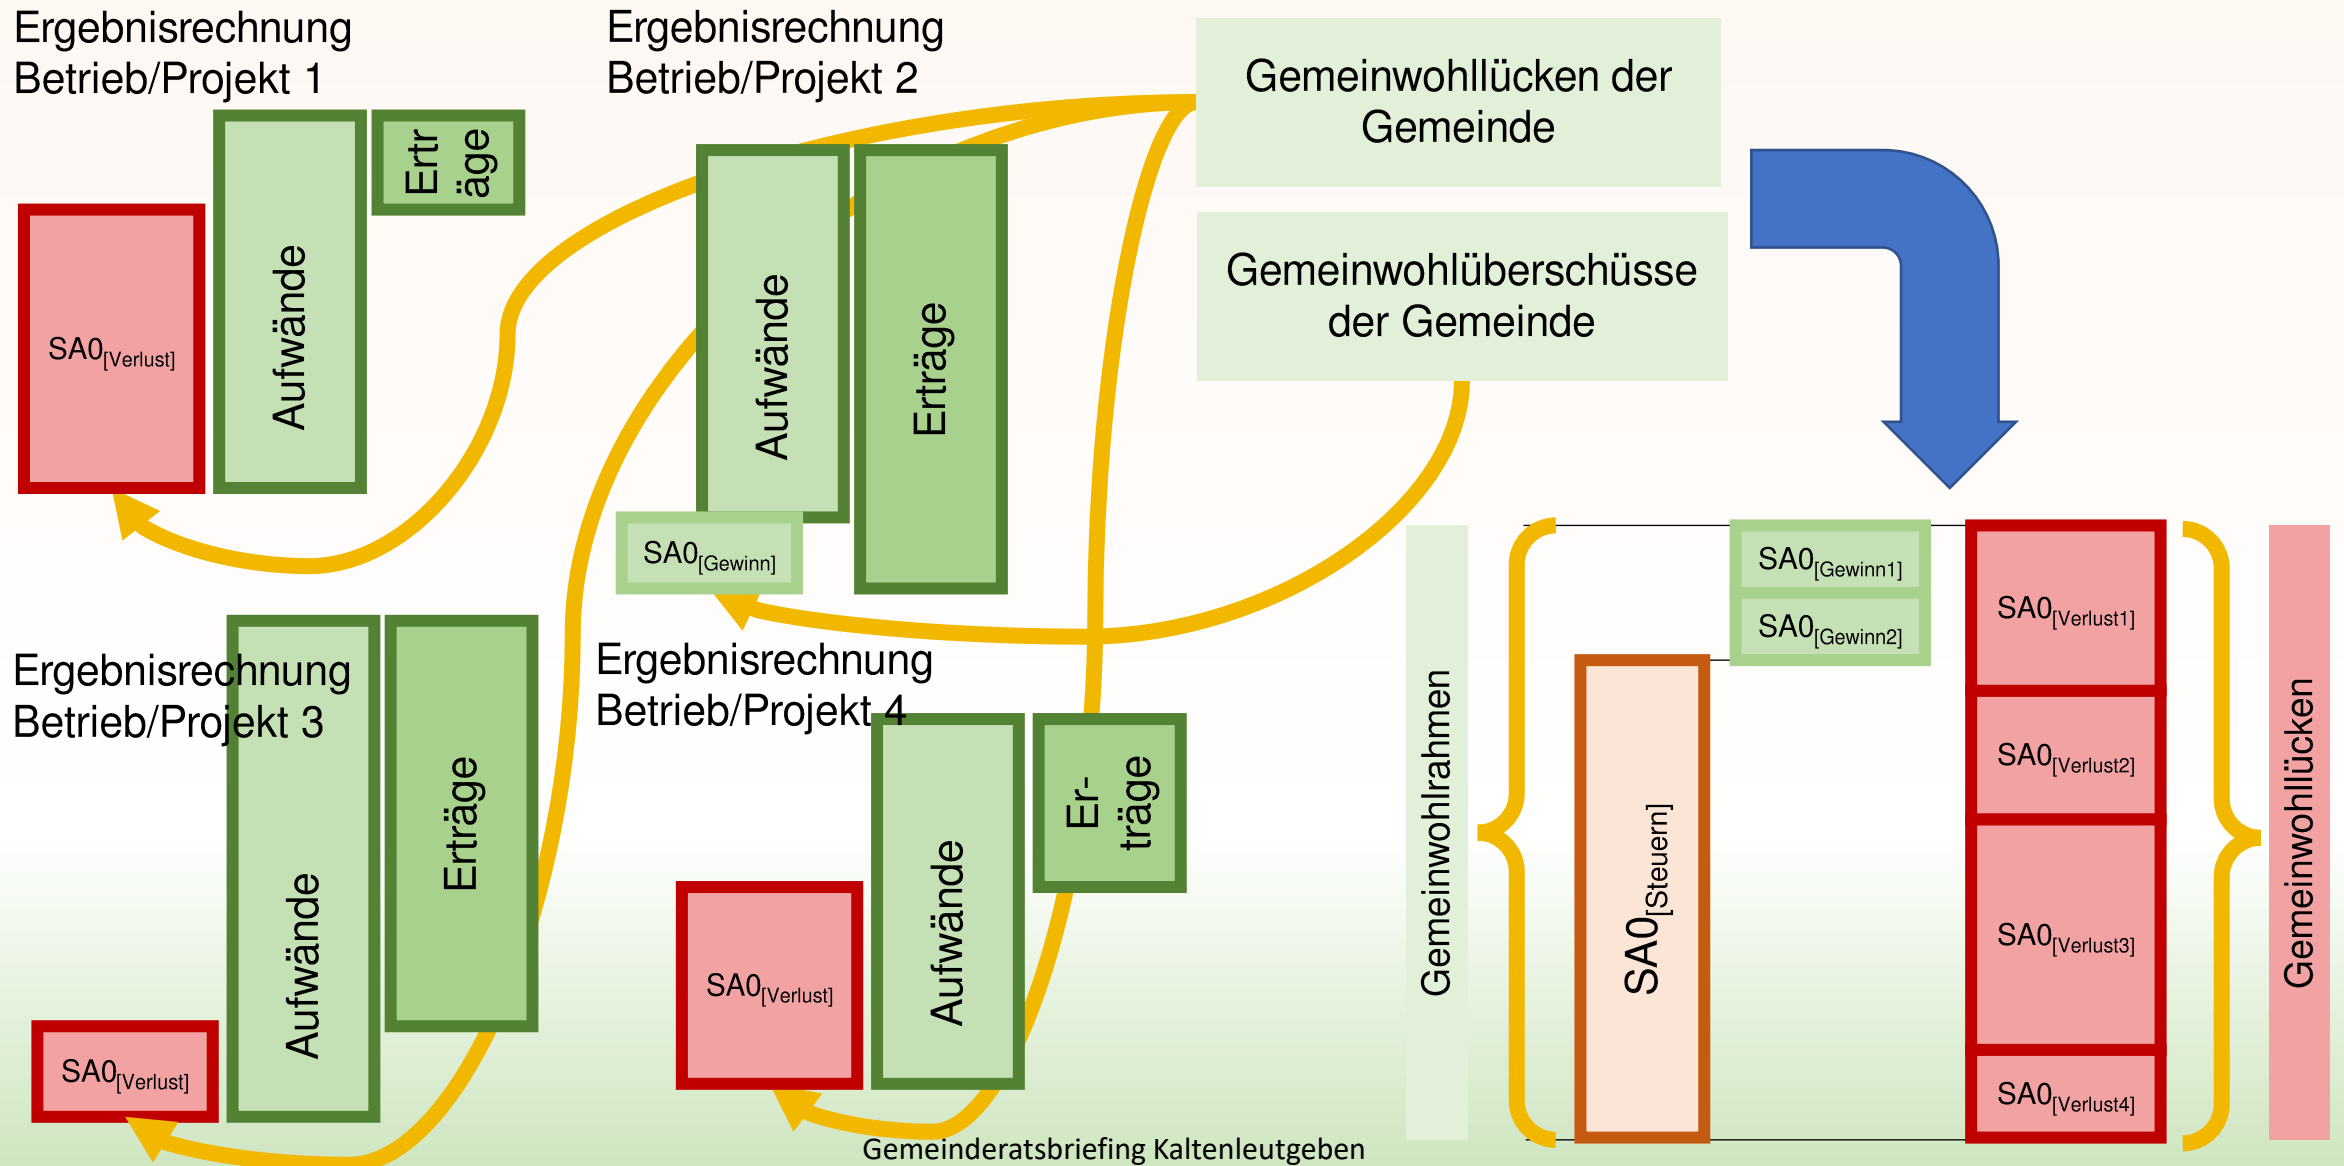 Ergebnisrechnung
Betrieb/Projekt 1
Ertr
äge
Aufwände
SA0[Verlust]
Ergebnisrechnung
Betrieb/Projekt 2
Aufwände
Erträge
SA0[Gewinn]
Gemeinwohllücken der
Gemeinde
Gemeinwohlüberschüsse
der Gemeinde
Ergebnisrechnung
Betrieb/Projekt 3
Aufwände
Erträge
SA0[Verlust]
Ergebnisrechnung
Betrieb/Projekt 4
Aufwände
Er-
träge
SA0[Verlust]
Gemeinwohlrahmen
SA0[Steuern]
SA0[Gewinn1]
SA0[Gewinn2]
SA0[Verlust1]
SA0[Verlust2]
SA0[Verlust3]
SA0[Verlust4]
Gemeinwohllücken
Gemeinderatsbriefing Kaltenleutgeben